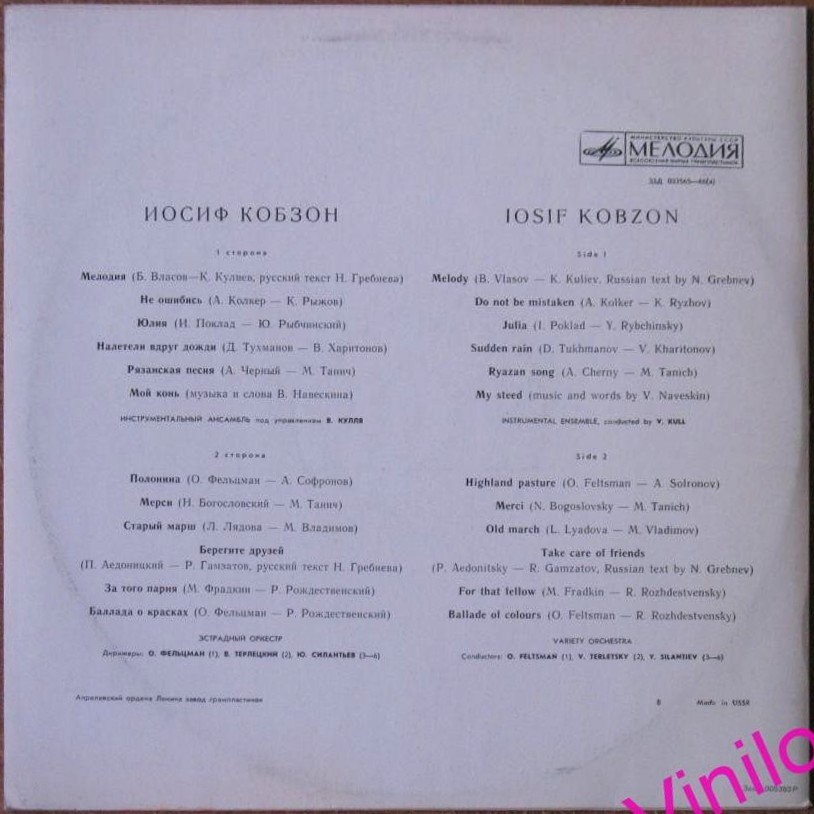 МИНИСТЕРСТВО КУЛЬТУРЫ СССР
МЕЛОДИЯ
ВСЕСОЮЗНАЯ ФИРМА ГРАМПЛАСТИНОК
33Д 033565—66(а)
ИОСИФ КОБЗОН
1 сторона
Мелодия (Б. Власов—К. Кулиев, русский текст Н. Гребнева)
Не ошибись (А. Колкер — К. Рыжов)
Юлия (И. Поклад — Ю. Рыбчинский)
Налетели вдруг дожди (Д. Тухманов — В. Харитонов)
Рязанская песня (А. Черный — М. Танич)
Мой конь (музыка и слова В. Навескина)
ИНСТРУМЕНТАЛЬНЫЙ АНСАМБЛЬ под управлением В. КУЛЛЯ
2 сторона
Полонина (О. Фельцман — А. Софронов)
Мерси (Н. Богословский — М. Танич)
Старый марш (Л. Лядова — М. Владимов)
Берегите друзей
(П. Аедоницкий — Р. Гамзатов, русский текст Н. Гребнева)
За того парня (М. Фрадкин — Р. Рождественский)
Баллада о красках (О. Фельцман — Р. Рождественский)
ЭСТРАДНЫЙ ОРКЕСТР
Дирижеры: О. ФЕЛЬЦМАН (1), В. ТЕРЛЕЦКИЙ (2), Ю. СИЛАНТЬЕВ (3—6)
Апрелевский ордена Ленина завод грампластинок
IOSIF KOBZON
Side 1
Melody (B. Vlasov — K. Kuliev, Russian text by N. Grebnev)
Do not be mistaken (A. Kolker — K. Ryzhov)
Julia (I. Poklad — Y. Rybchinsky)
Sudden rain (D. Tukhmanov — V. Kharitonov)
Ryazan song (A. Cherny — M. Tanich)
My steed (music and words by V. Naveskin)
INSTRUMENTAL ENSEMBLE, conducted by V. KULL
Side 2
Highland pasture (O. Feltsman — A. Sofronov)
Merci (N. Bogoslovsky — M. Tanich)
Old march (L. Lyadova — M. Vladimov)
Take care of friends
(P. Aedonitsky — R. Gamzatov, Russian text by N. Grebnev)
For that fellow (M. Fradkin — R. Rozhdestvensky)
Ballade of colours (O. Feltsman — R. Rozhdestvensky)
VARIETY ORCHESTRA
Conductors: O. FELTSMAN (1), V. TERLETSKY (2), Y. SILANTIEV (3—6)
8 Made in USSR
Vinilo